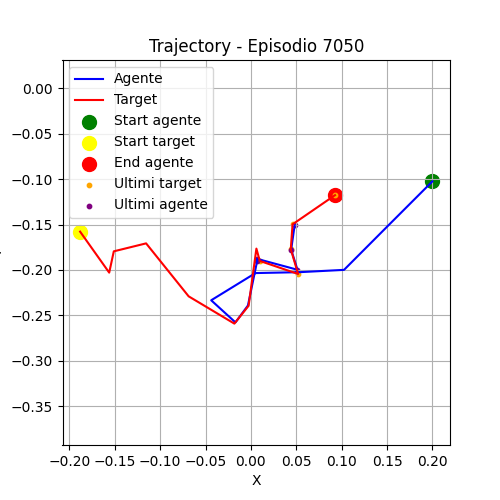 Trajectory - Episodio 7050
Agente
Target
Start agente
Start target
End agente
Ultimi target
Ultimi agente
0.00
−0.05
−0.10
−0.15
−0.20
−0.25
−0.30
−0.35
−0.20 −0.15 −0.10 −0.05 0.00 0.05 0.10 0.15 0.20
X